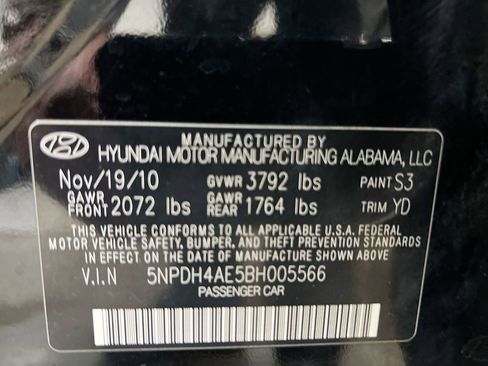 MANUFACTURED BY
HYUNDAI MOTOR MANUFACTURING ALABAMA, LLC
Nov/19/10 GVWR 3792 lbs PAINT S3
GAWR FRONT 2072 lbs GAWR REAR 1764 lbs TRIM YD
THIS VEHICLE CONFORMS TO ALL APPLICABLE U.S.A. FEDERAL
MOTOR VEHICLE SAFETY, BUMPER, AND THEFT PREVENTION
STANDARDS IN EFFECT ON THE DATE OF MANUFACTURE SHOWN ABOVE.
V.I.N 5NPDH4AE5BH005566
PASSENGER CAR